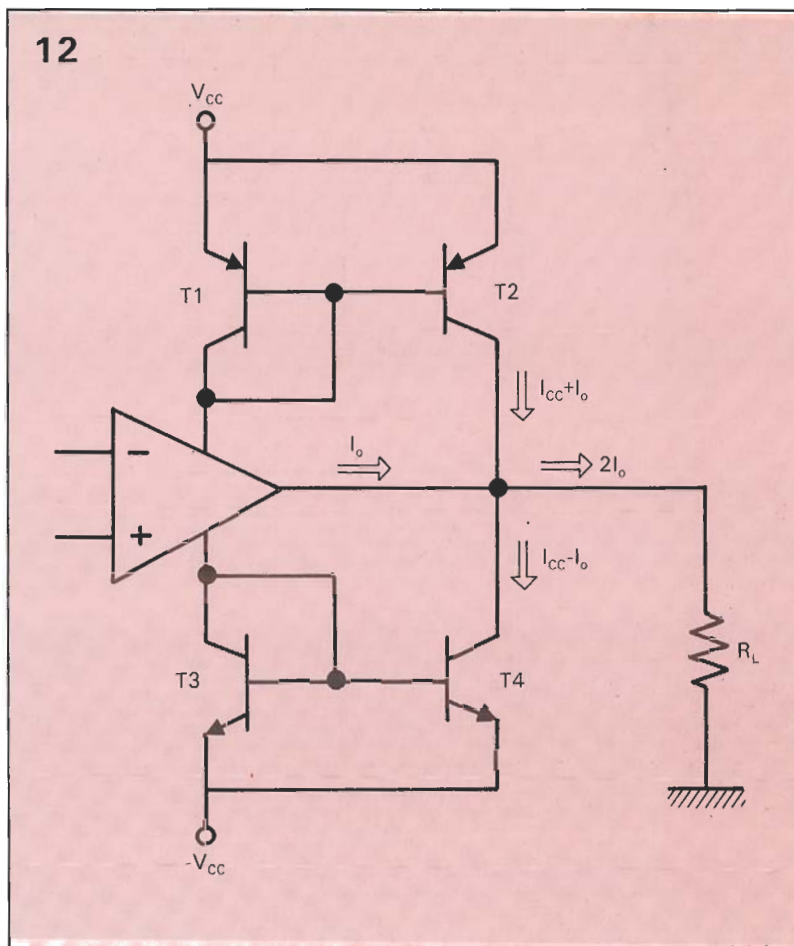 12
V_CC
T1
T2
I_CC+I_o
I_o
2I_o
−
+
I_CC-I_o
T3
T4
R_L
-V_CC